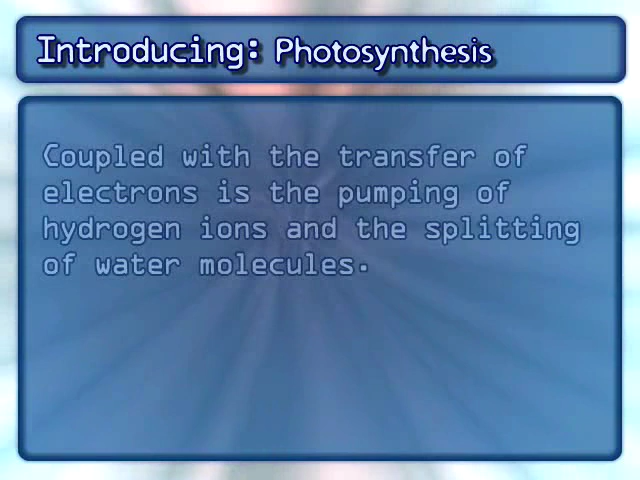 Introducing: Photosynthesis
Coupled with the transfer of
electrons is the pumping of
hydrogen ions and the splitting
of water molecules.